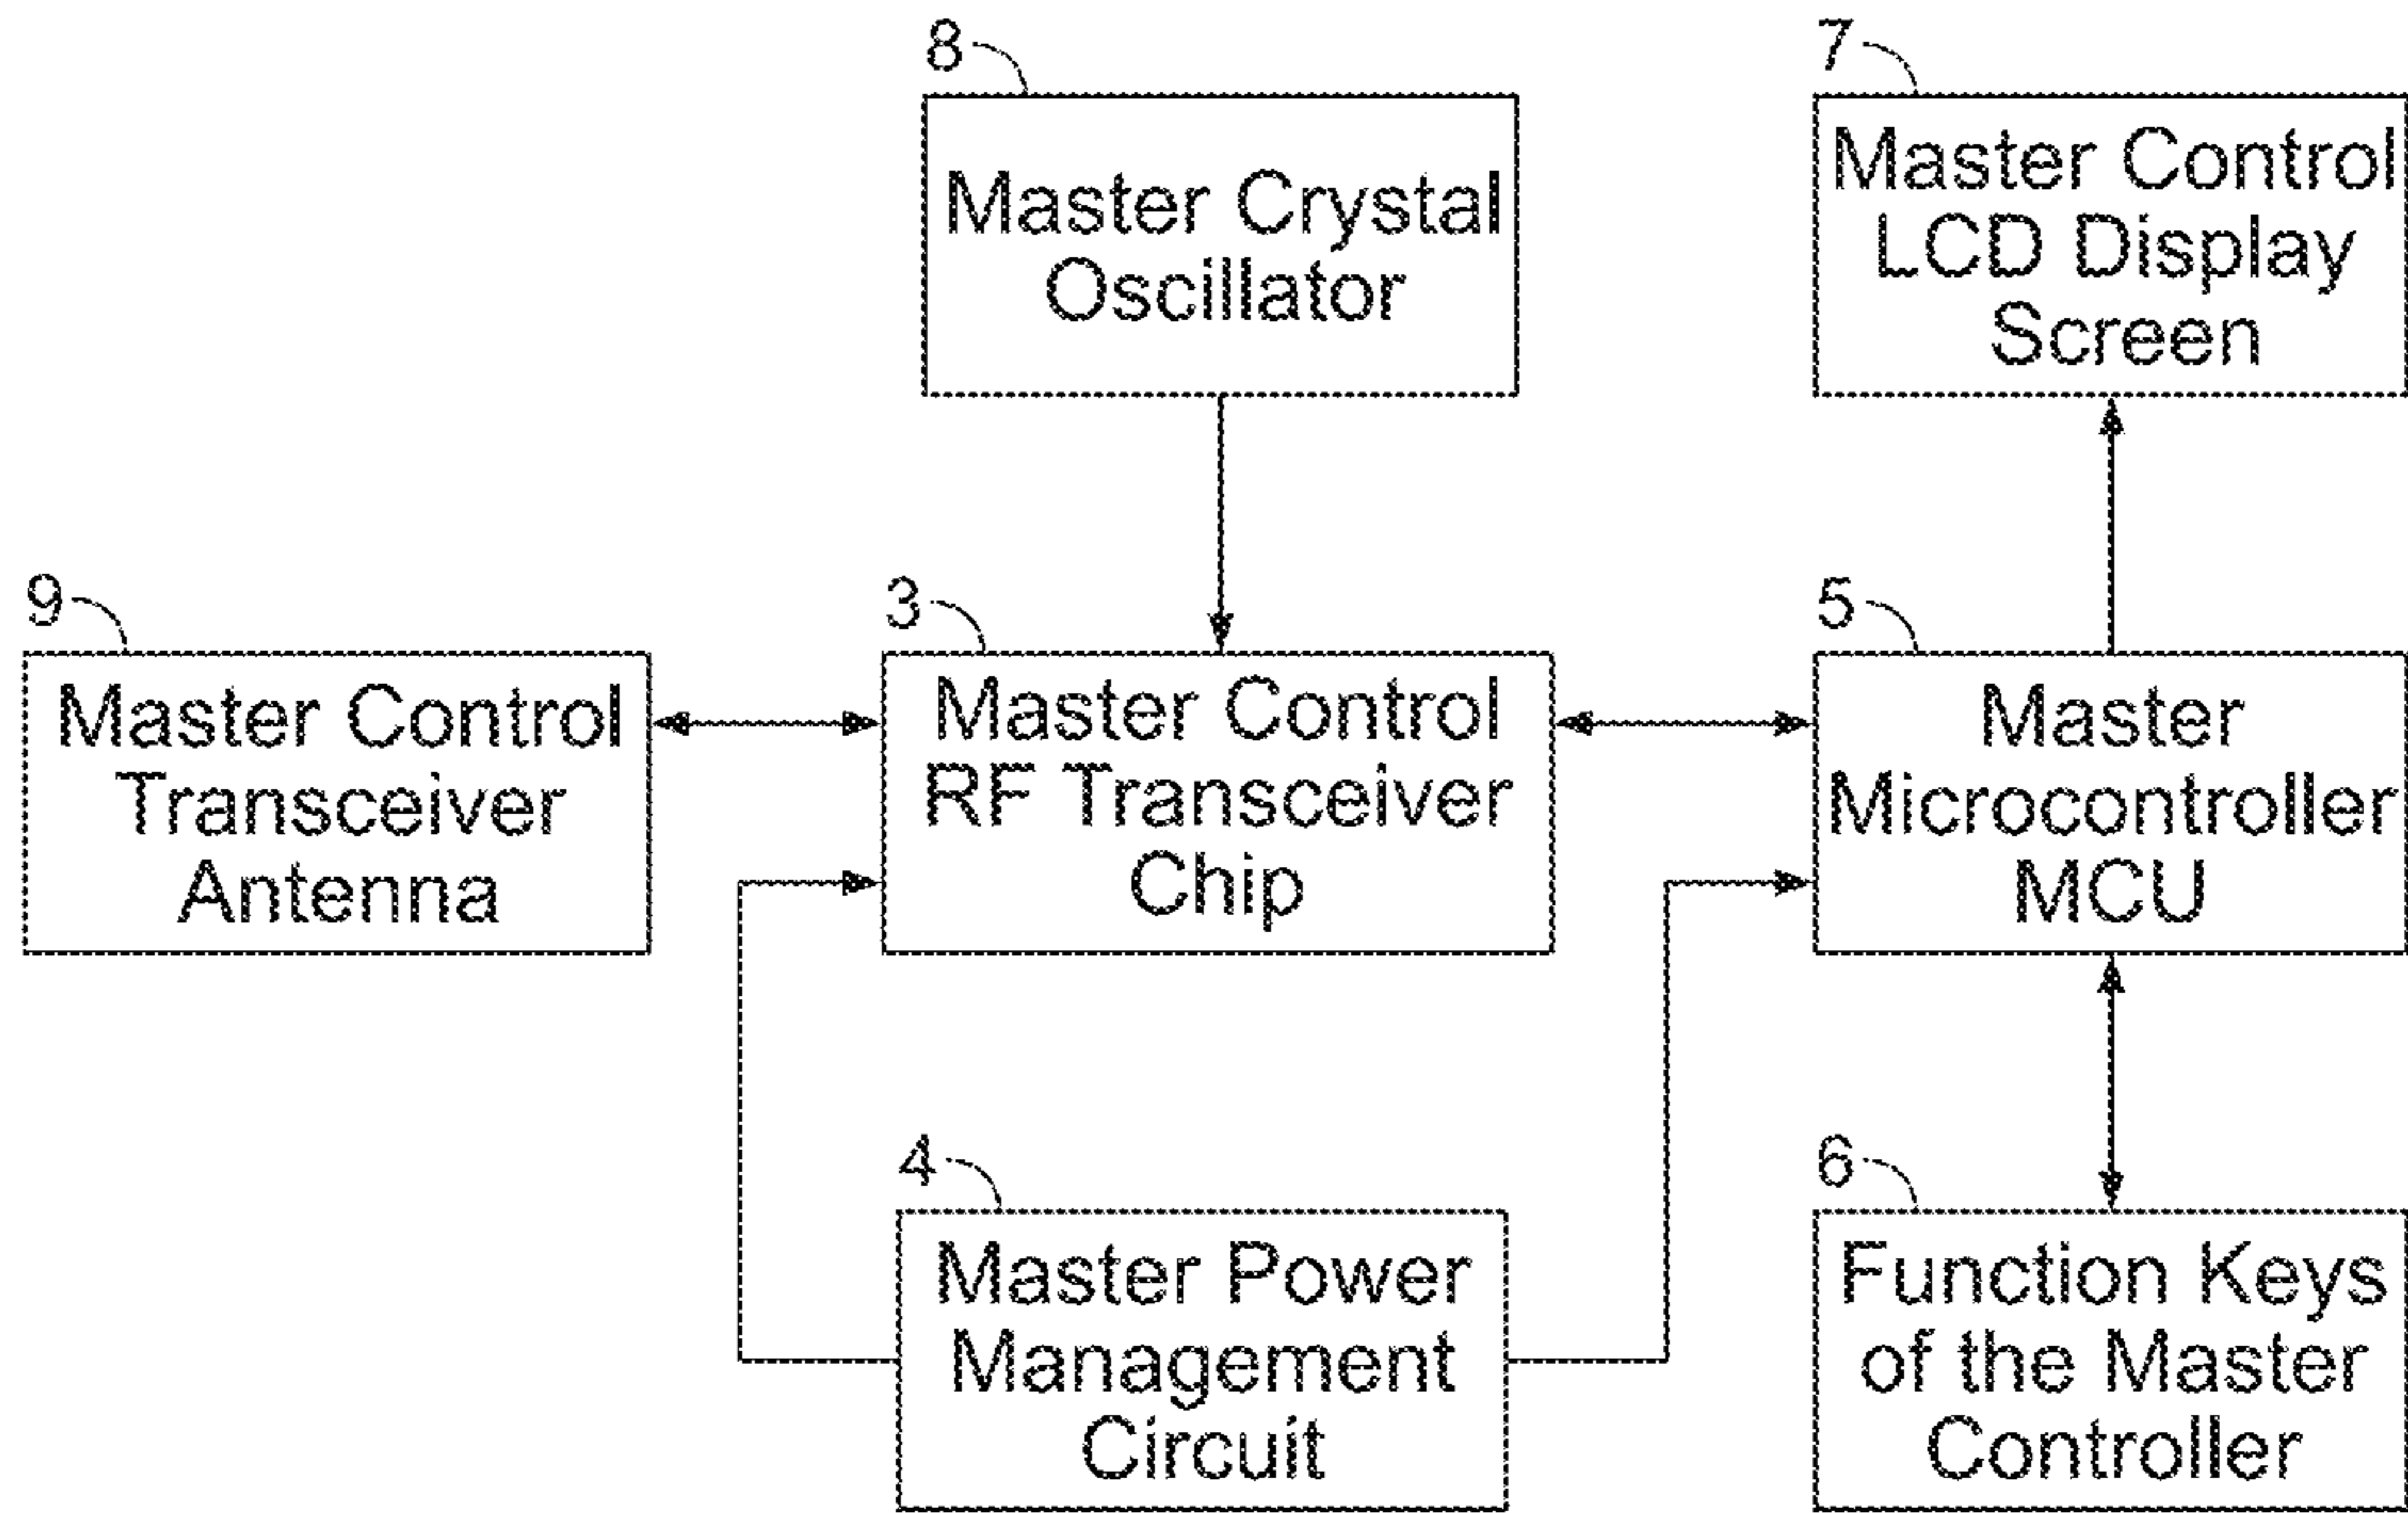 8
Master Crystal
Oscillator
7
Master Control
LCD Display
Screen
9
Master Control
Transceiver
Antenna
3
Master Control
RF Transceiver
Chip
5
Master
Microcontroller
MCU
4
Master Power
Management
Circuit
6
Function Keys
of the Master
Controller